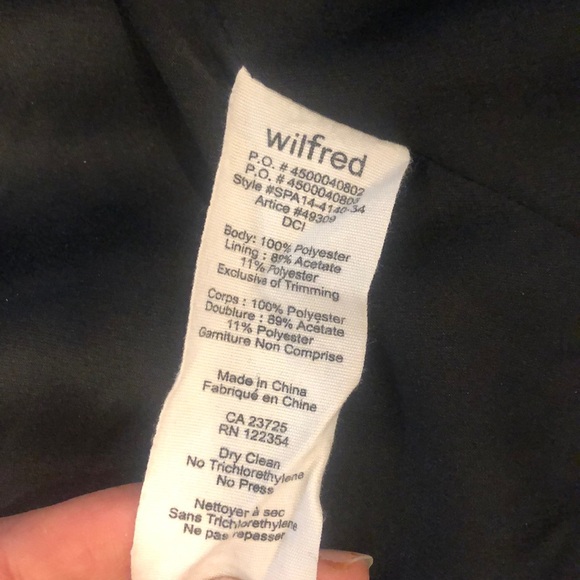 wilfred
P.O. # 4500040802
P.O. # 4500040803
Style #SPA14-4140-34
Artice #49309
DCI
Body: 100% Polyester
Lining : 89% Acetate
11% Polyester
Exclusive of Trimming
Corps : 100% Polyester
Doublure : 89% Acétate
11% Polyester
Garniture Non Comprise
Made in China
Fabriqué en Chine
CA 23725
RN 122354
Dry Clean
No Trichlorethylene
No Press
Nettoyer à sec
Sans Trichlorethylene
Ne pas repasser